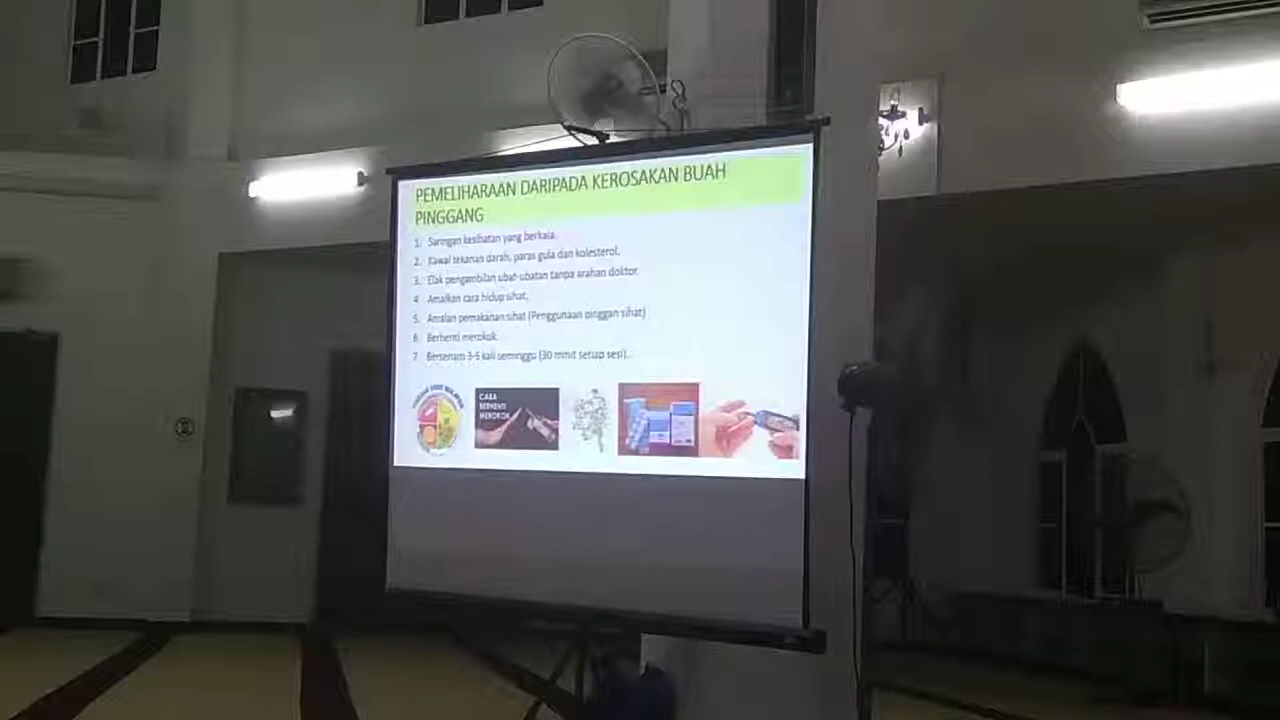 PEMELIHARAAN DARIPADA KEROSAKAN BUAH
PINGGANG
1. Saringan kesihatan yang berkala.
2. Kawal tekanan darah, paras gula dan kolesterol.
3. Elak pengambilan ubat-ubatan tanpa arahan doktor.
4. Amalkan cara hidup sihat.
5. Amalan pemakanan sihat (Penggunaan pinggan sihat)
6. Berhenti merokok.
7. Bersenam 3-5 kali seminggu (30 minit setiap sesi).
CARA
BERHENTI
MEROKOK